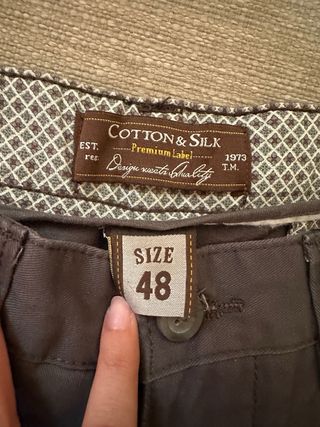 COTTON & SILK
EST. Premium Label 1973
reg. Design meets Quality T.M.
SIZE
48